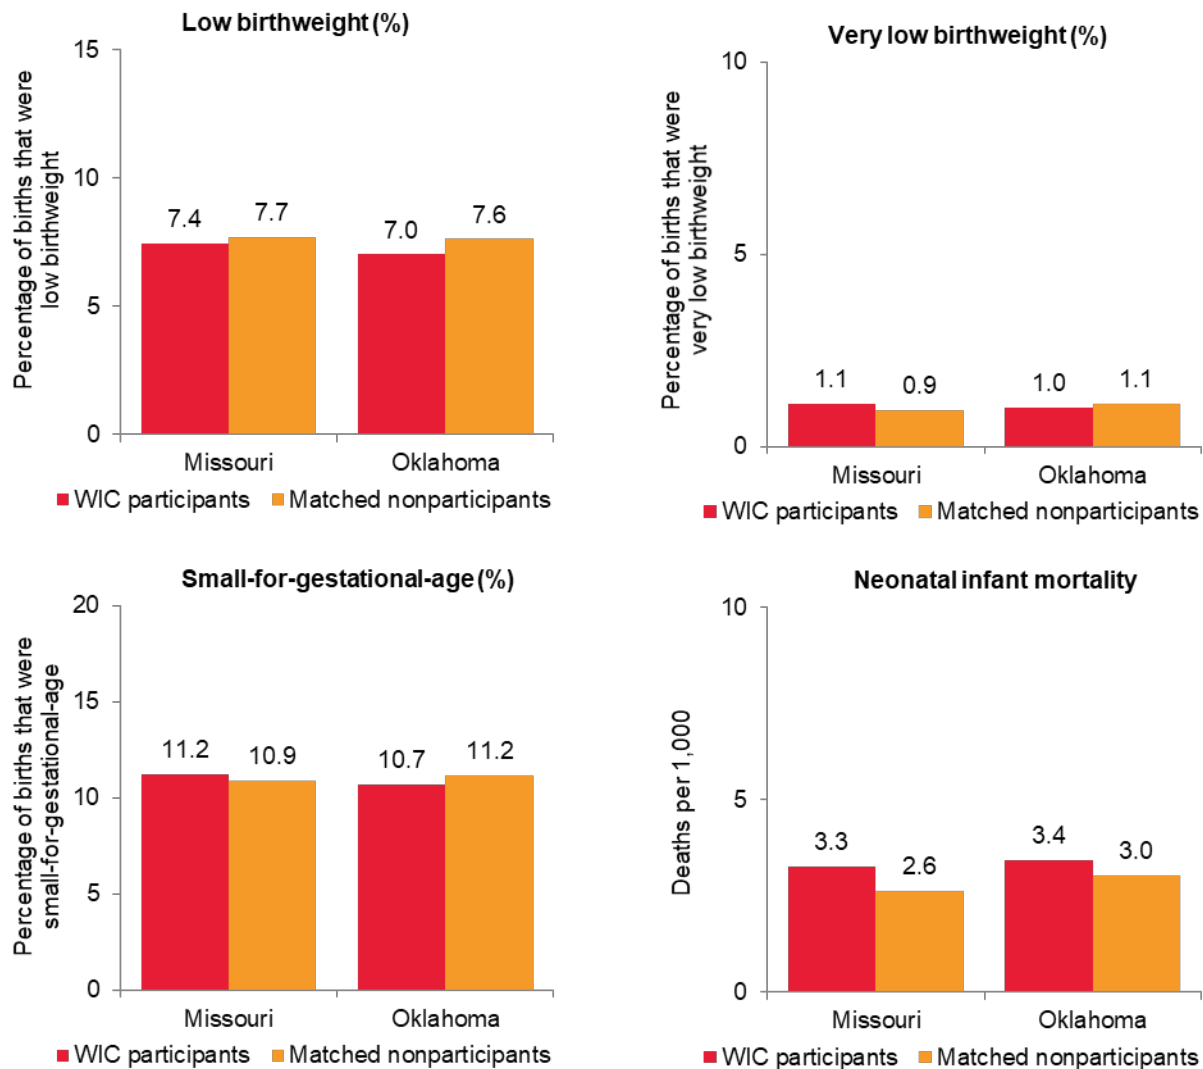 Low birthweight (%)
Percentage of births that were
low birthweight
15
10
5
0
7.4
7.7
7.0
7.6
Missouri
Oklahoma
WIC participants
Matched nonparticipants
Very low birthweight (%)
Percentage of births that were
very low birthweight
10
5
0
1.1
0.9
1.0
1.1
Missouri
Oklahoma
WIC participants
Matched nonparticipants
Small-for-gestational-age (%)
Percentage of births that were
small-for-gestational-age
20
15
10
5
0
11.2
10.9
10.7
11.2
Missouri
Oklahoma
WIC participants
Matched nonparticipants
Neonatal infant mortality
Deaths per 1,000
10
5
0
3.3
2.6
3.4
3.0
Missouri
Oklahoma
WIC participants
Matched nonparticipants